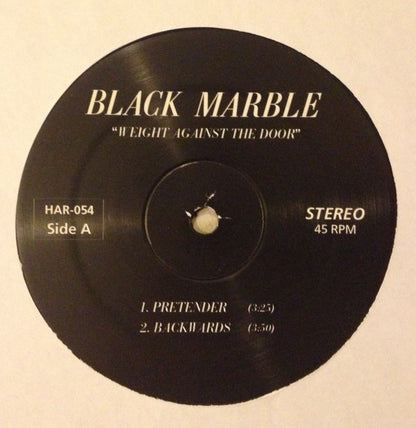 BLACK MARBLE
"WEIGHT AGAINST THE DOOR"
HAR-054
Side A
STEREO
45 RPM
1. PRETENDER (3:25)
2. BACKWARDS (3:50)